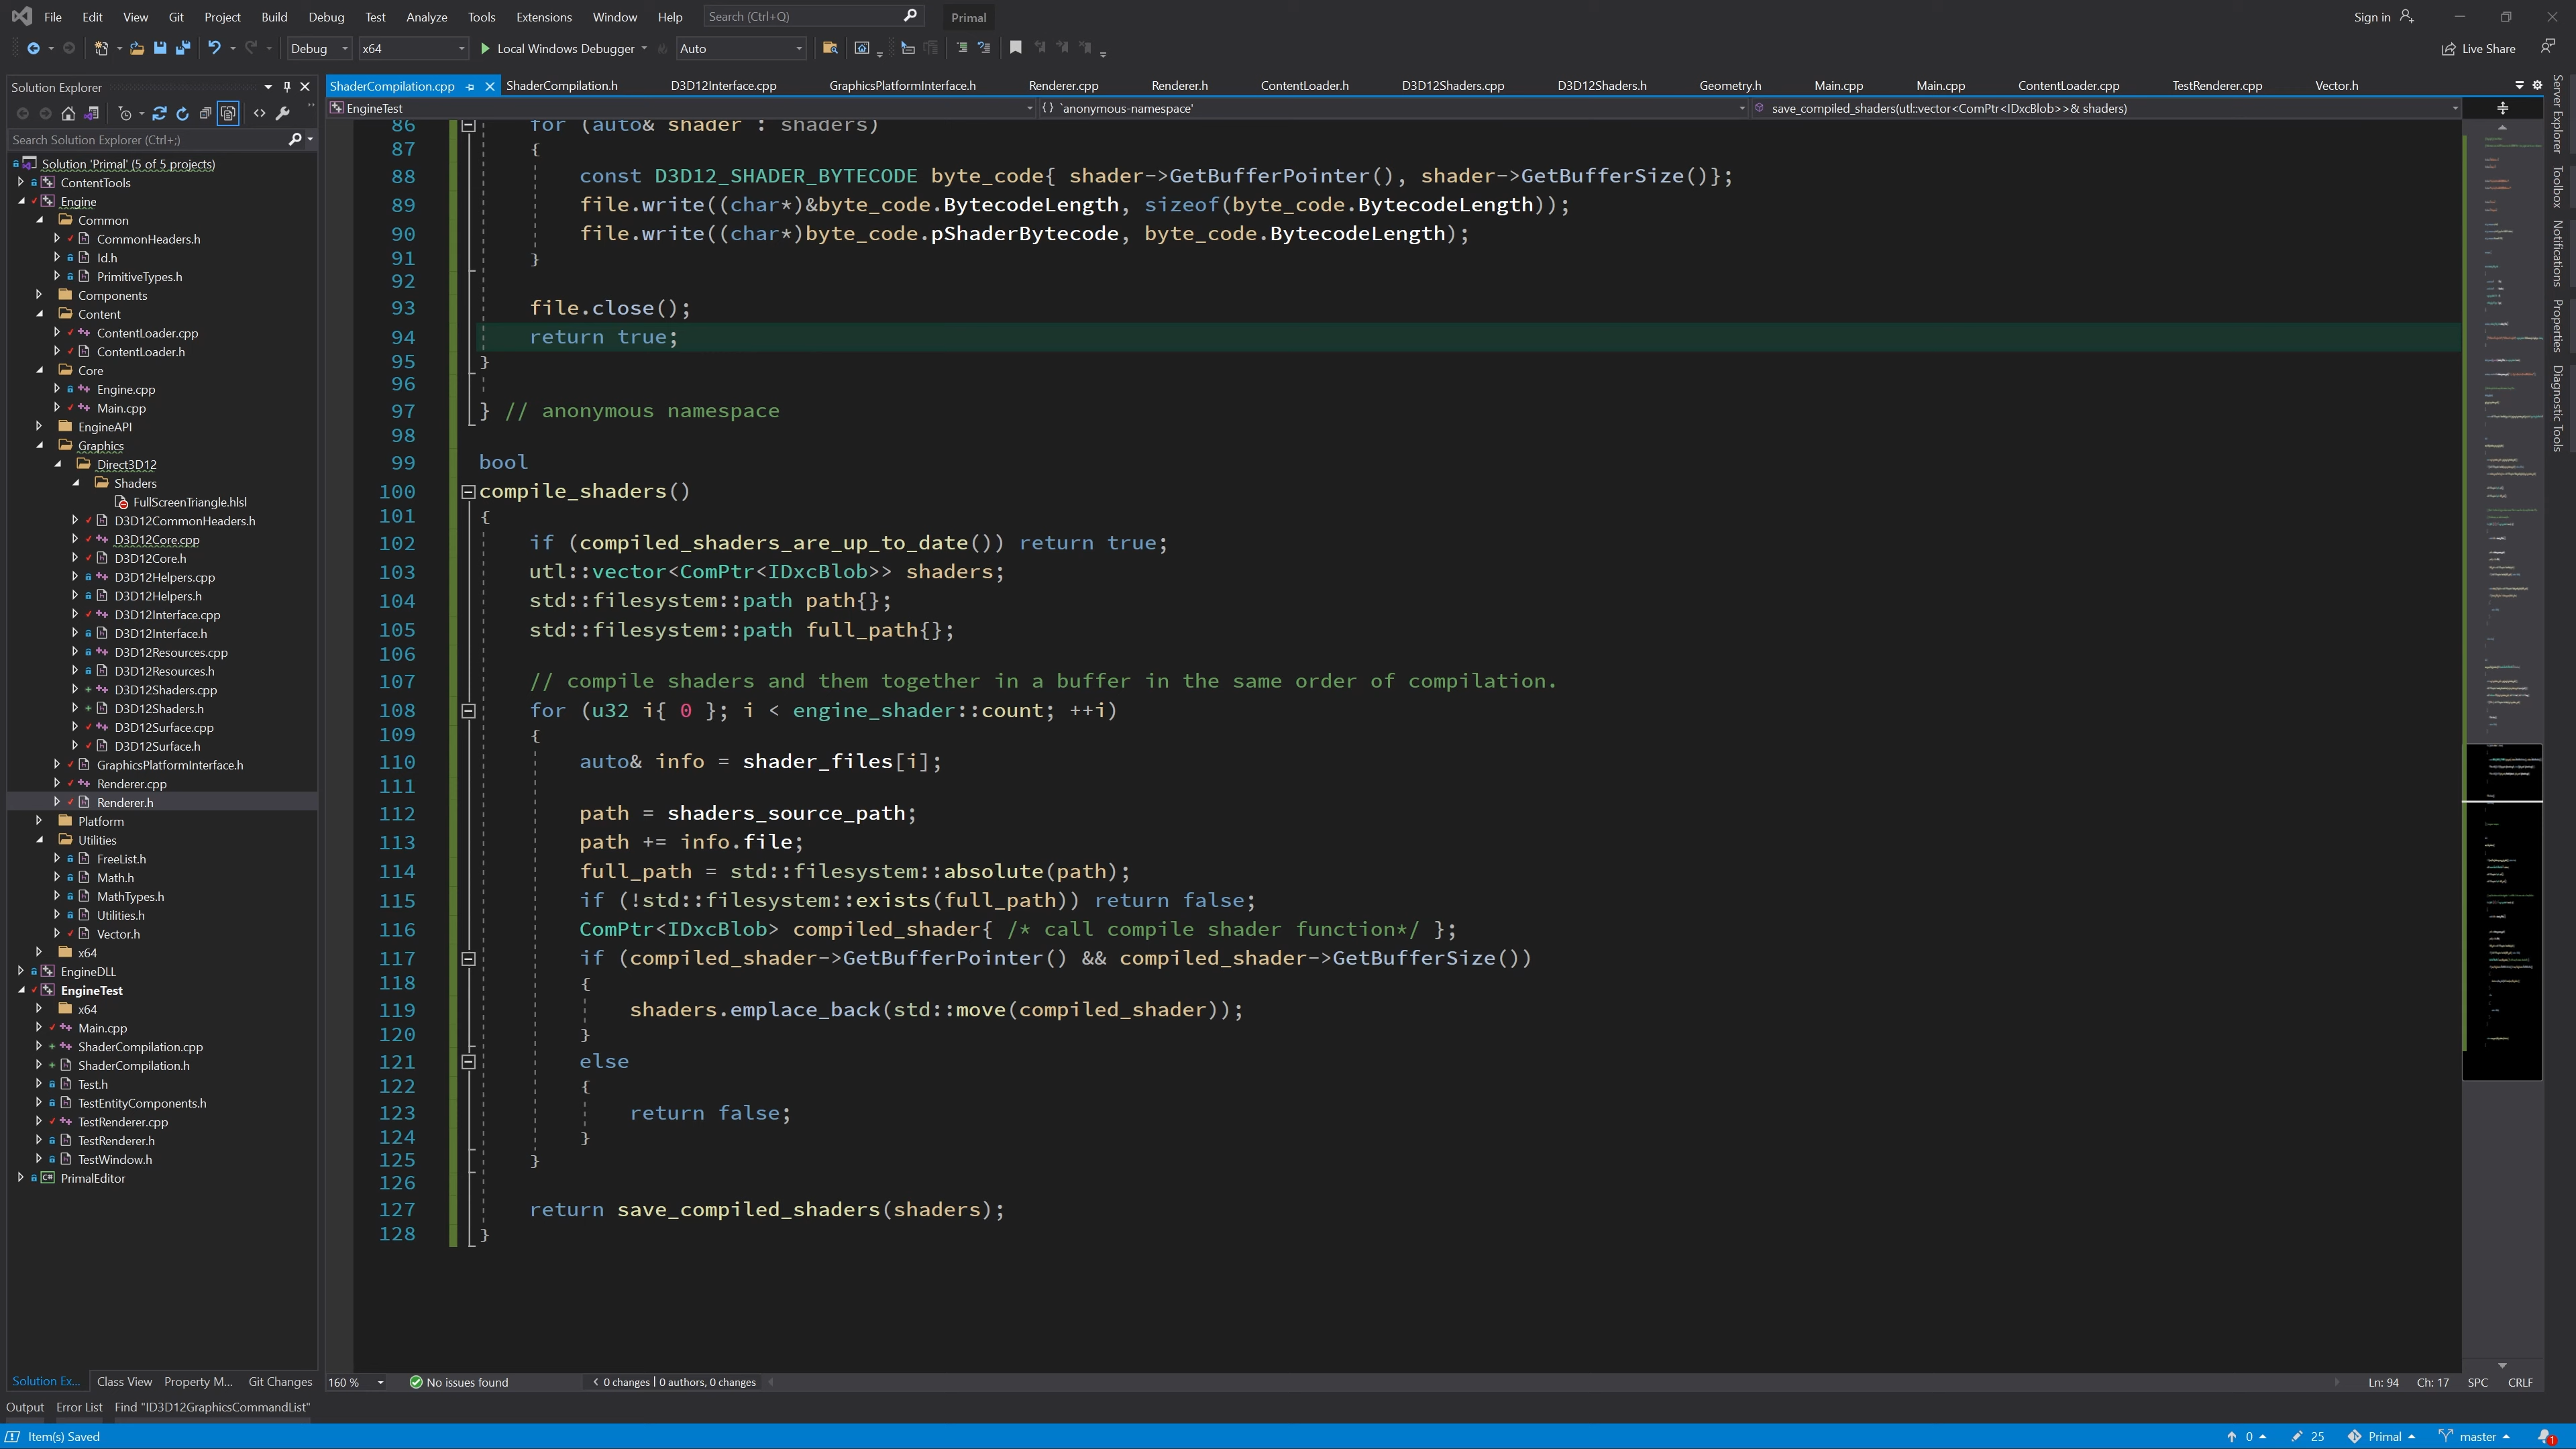 File Edit View Git Project Build Debug Test Analyze Tools Extensions Window Help Search (Ctrl+Q) Primal Sign in
Debug x64 Local Windows Debugger Auto Live Share
Solution Explorer
Search Solution Explorer (Ctrl+;)
Solution 'Primal' (5 of 5 projects)
ContentTools
Engine
Common
CommonHeaders.h
Id.h
PrimitiveTypes.h
Components
Content
ContentLoader.cpp
ContentLoader.h
Core
Engine.cpp
Main.cpp
EngineAPI
Graphics
Direct3D12
Shaders
FullScreenTriangle.hlsl
D3D12CommonHeaders.h
D3D12Core.cpp
D3D12Core.h
D3D12Helpers.cpp
D3D12Helpers.h
D3D12Interface.cpp
D3D12Interface.h
D3D12Resources.cpp
D3D12Resources.h
D3D12Shaders.cpp
D3D12Shaders.h
D3D12Surface.cpp
D3D12Surface.h
GraphicsPlatformInterface.h
Renderer.cpp
Renderer.h
Platform
Utilities
FreeList.h
Math.h
MathTypes.h
Utilities.h
Vector.h
x64
EngineDLL
EngineTest
x64
Main.cpp
ShaderCompilation.cpp
ShaderCompilation.h
Test.h
TestEntityComponents.h
TestRenderer.cpp
TestRenderer.h
TestWindow.h
PrimalEditor
Solution Ex... Class View Property M... Git Changes
ShaderCompilation.cpp ShaderCompilation.h D3D12Interface.cpp GraphicsPlatformInterface.h Renderer.cpp Renderer.h ContentLoader.h D3D12Shaders.cpp D3D12Shaders.h Geometry.h Main.cpp Main.cpp ContentLoader.cpp TestRenderer.cpp Vector.h
EngineTest {} `anonymous-namespace' save_compiled_shaders(utl::vector<ComPtr<IDxcBlob>>& shaders)
86 for (auto& shader : shaders)
87 {
88 const D3D12_SHADER_BYTECODE byte_code{ shader->GetBufferPointer(), shader->GetBufferSize()};
89 file.write((char*)&byte_code.BytecodeLength, sizeof(byte_code.BytecodeLength));
90 file.write((char*)byte_code.pShaderBytecode, byte_code.BytecodeLength);
91 }
92
93 file.close();
94 return true;
95 }
96
97 } // anonymous namespace
98
99 bool
100 compile_shaders()
101 {
102 if (compiled_shaders_are_up_to_date()) return true;
103 utl::vector<ComPtr<IDxcBlob>> shaders;
104 std::filesystem::path path{};
105 std::filesystem::path full_path{};
106
107 // compile shaders and them together in a buffer in the same order of compilation.
108 for (u32 i{ 0 }; i < engine_shader::count; ++i)
109 {
110 auto& info = shader_files[i];
111
112 path = shaders_source_path;
113 path += info.file;
114 full_path = std::filesystem::absolute(path);
115 if (!std::filesystem::exists(full_path)) return false;
116 ComPtr<IDxcBlob> compiled_shader{ /* call compile shader function*/ };
117 if (compiled_shader->GetBufferPointer() && compiled_shader->GetBufferSize())
118 {
119 shaders.emplace_back(std::move(compiled_shader));
120 }
121 else
122 {
123 return false;
124 }
125 }
126
127 return save_compiled_shaders(shaders);
128 }
160 % No issues found 0 changes | 0 authors, 0 changes Ln: 94 Ch: 17 SPC CRLF
Server Explorer
Toolbox
Notifications
Properties
Diagnostic Tools
Output Error List Find "ID3D12GraphicsCommandList"
Item(s) Saved 0 25 Primal master 1